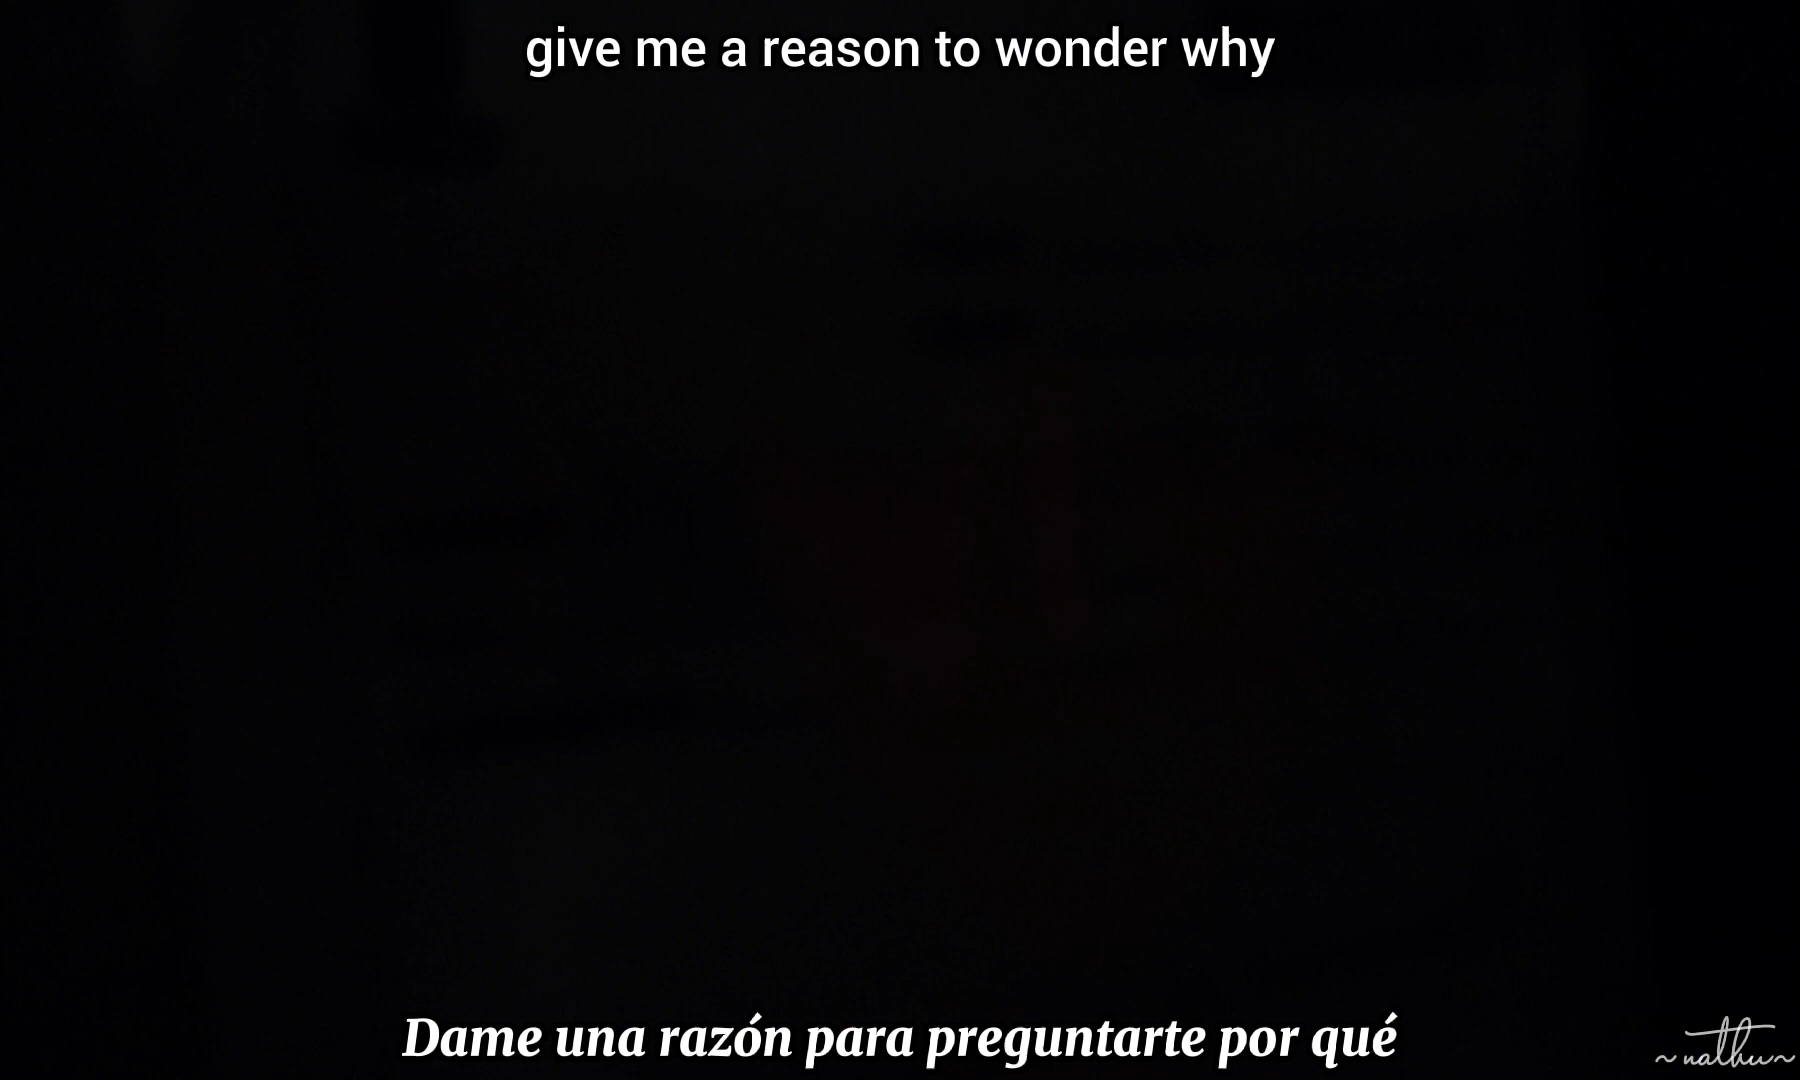 give me a reason to wonder why
Dame una razón para preguntarte por qué
~nathu~